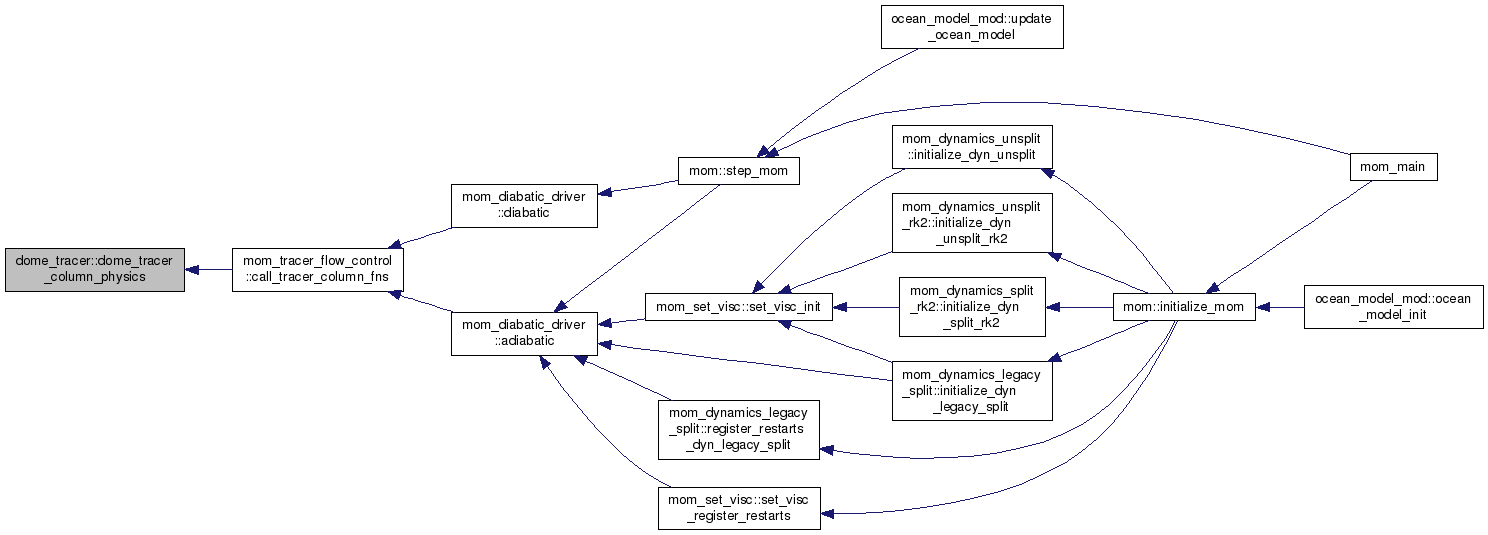 ocean_model_mod::update
_ocean_model
mom_dynamics_unsplit
::initialize_dyn_unsplit
mom_main
mom::step_mom
mom_diabatic_driver
::diabatic
mom_dynamics_unsplit
_rk2::initialize_dyn
_unsplit_rk2
dome_tracer::dome_tracer
_column_physics
mom_tracer_flow_control
::call_tracer_column_fns
mom_set_visc::set_visc_init
mom_dynamics_split
_rk2::initialize_dyn
_split_rk2
mom::initialize_mom
ocean_model_mod::ocean
_model_init
mom_diabatic_driver
::adiabatic
mom_dynamics_legacy
_split::initialize_dyn
_legacy_split
mom_dynamics_legacy
_split::register_restarts
_dyn_legacy_split
mom_set_visc::set_visc
_register_restarts